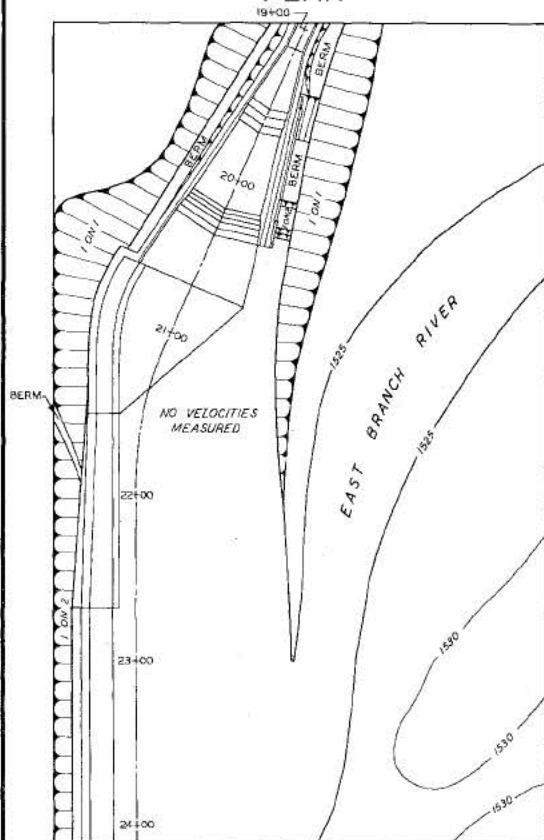 19+00
BERM
BERM
BERM
20+00
1 ON 1
1 ON 1
21+00
1525
EAST BRANCH RIVER
1525
BERM
NO VELOCITIES
MEASURED
22+00
1 ON 2
23+00
1530
1530
1530
24+00